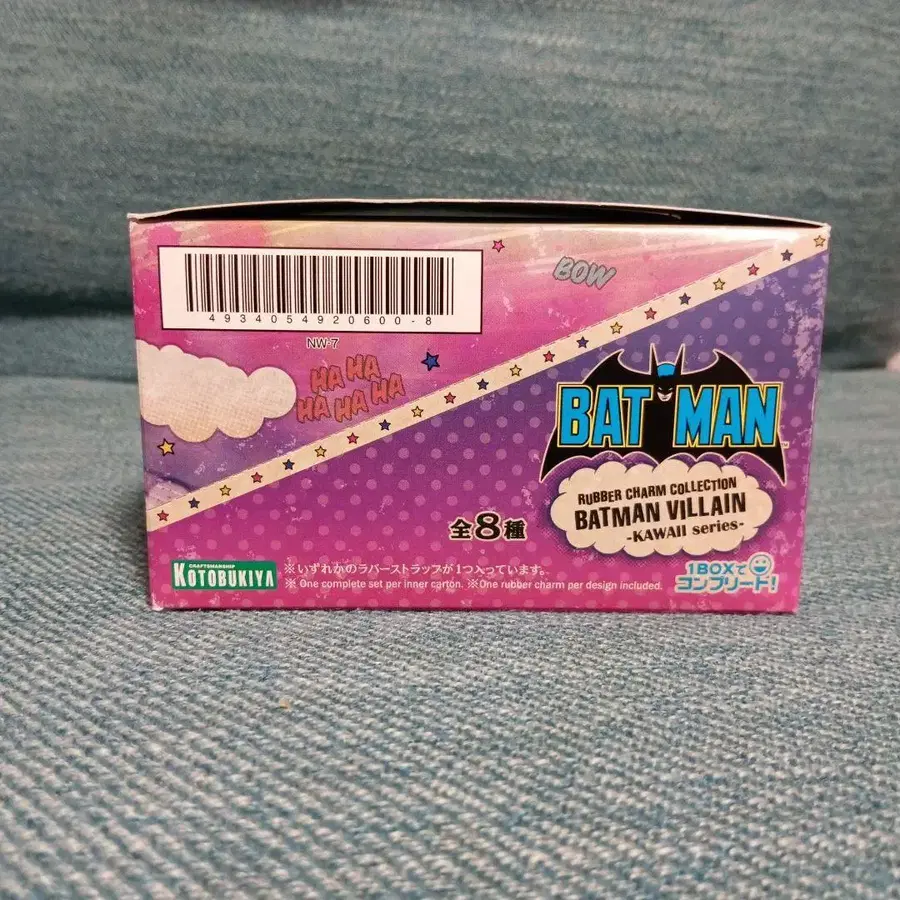 4934054920600-8
NW-7
BOW
HA HA
HA HA HA
BATMAN
TM
RUBBER CHARM COLLECTION
BATMAN VILLAIN
-KAWAII series-
全8種
1BOXで
コンプリート!
CRAFTSMANSHIP
KOTOBUKIYA
※いずれかのラバーストラップが1つ入っています。
※ One complete set per inner carton. ※One rubber charm per design included.